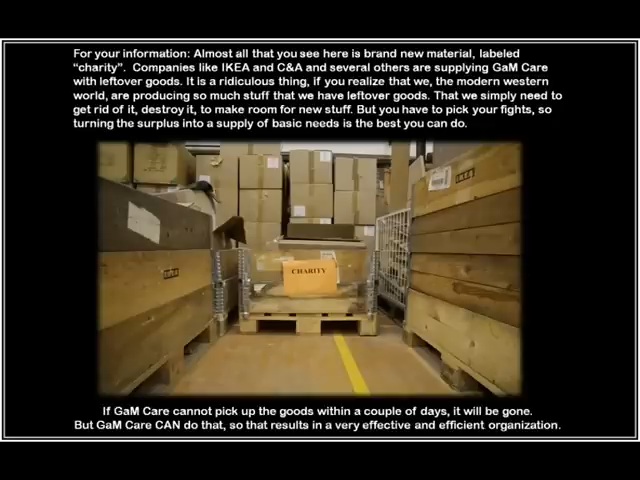 For your information: Almost all that you see here is brand new material, labeled
“charity”. Companies like IKEA and C&A and several others are supplying GaM Care
with leftover goods. It is a ridiculous thing, if you realize that we, the modern western
world, are producing so much stuff that we have leftover goods. That we simply need to
get rid of it, destroy it, to make room for new stuff. But you have to pick your fights, so
turning the surplus into a supply of basic needs is the best you can do.
IKEA
CHARITY
If GaM Care cannot pick up the goods within a couple of days, it will be gone.
But GaM Care CAN do that, so that results in a very effective and efficient organization.